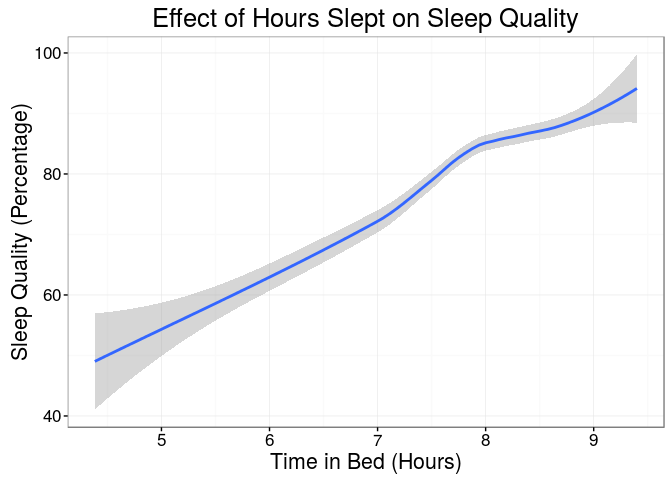 Effect of Hours Slept on Sleep Quality
Sleep Quality (Percentage)
100
80
60
40
5 6 7 8 9
Time in Bed (Hours)